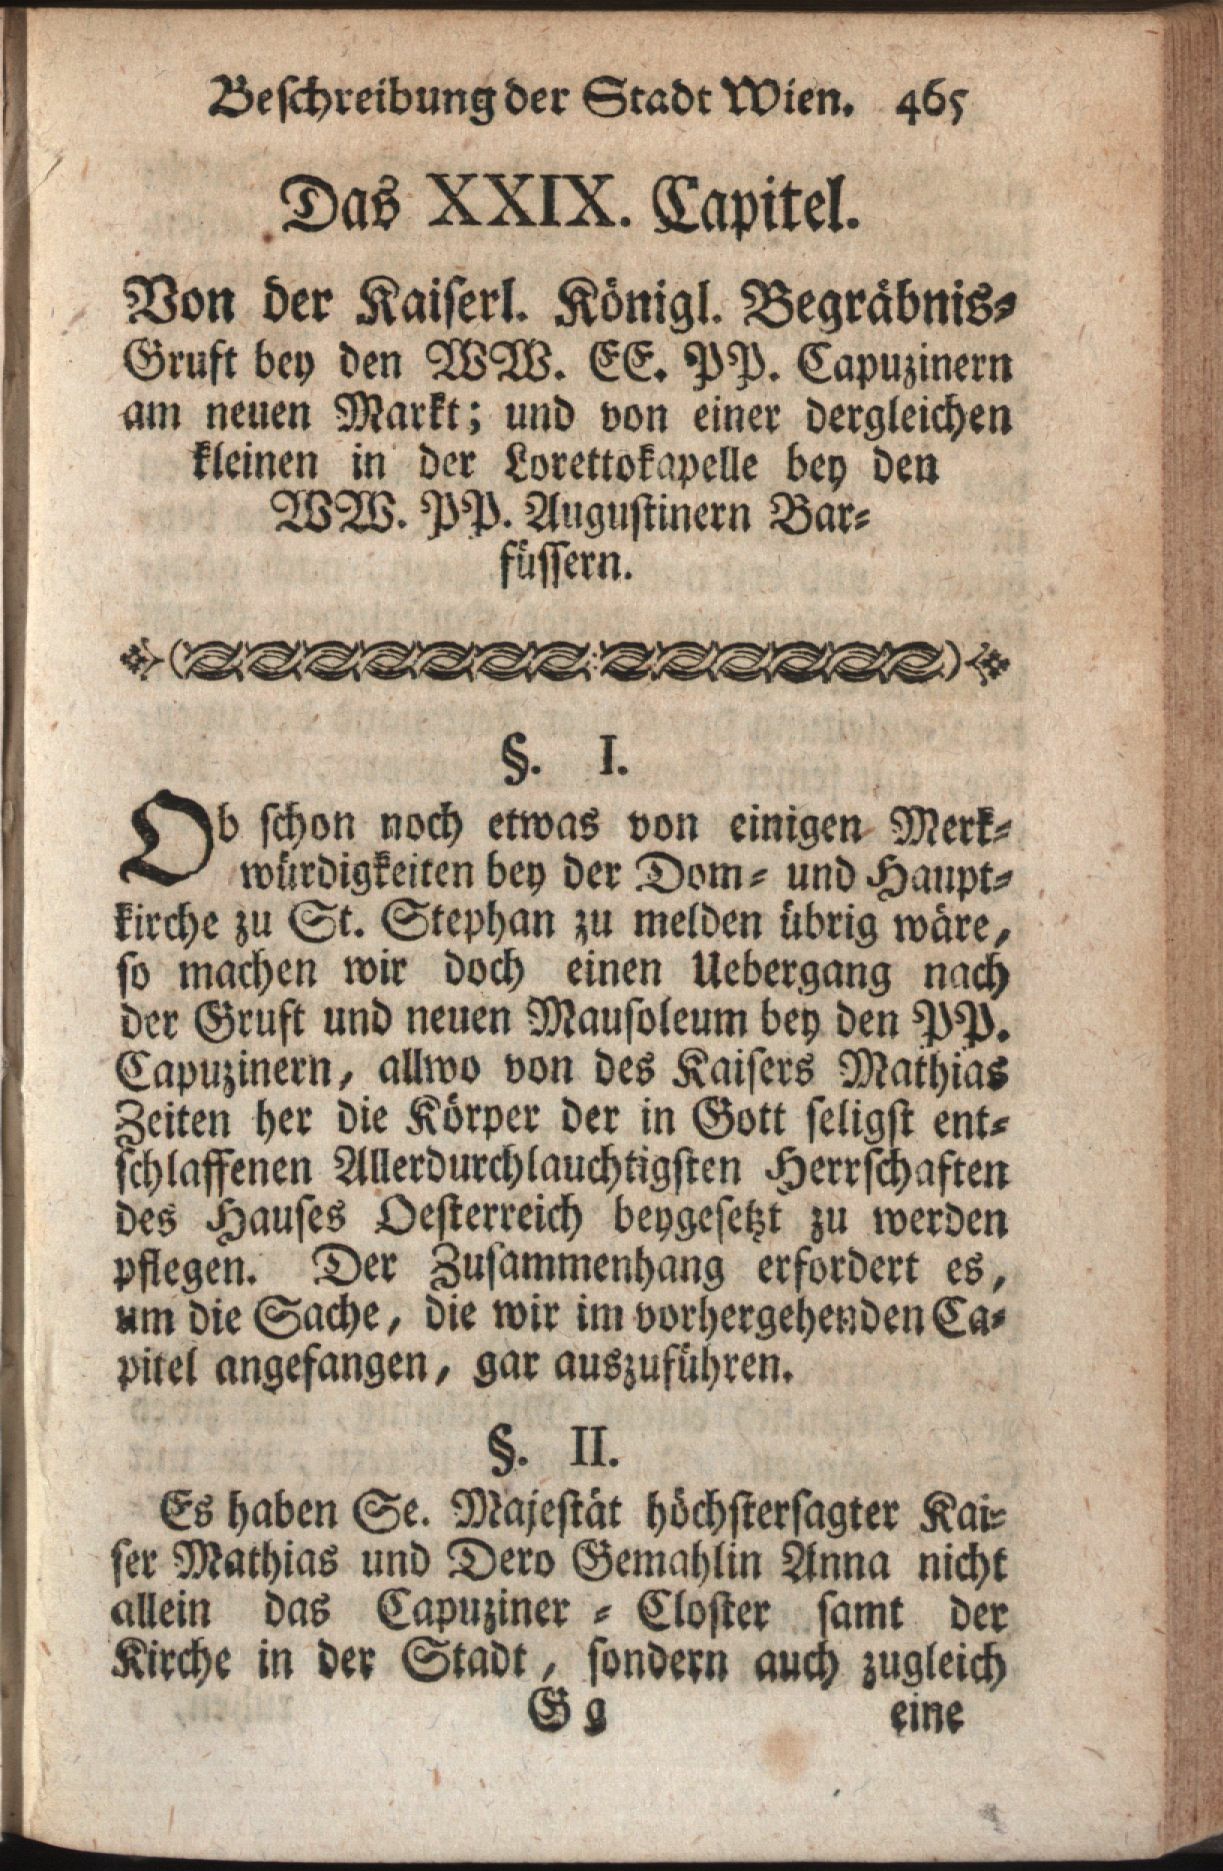 Beſchreibung der Stadt Wien. 465
Das XXIX. Capitel.
Von der Kaiſerl. Königl. Begräbnis-
Gruft bey den WW. EE. PP. Capuzinern
am neuen Markt; und von einer dergleichen
kleinen in der Lorettokapelle bey den
WW. PP. Auguſtinern Bar-
füſſern.
§. I.
Ob ſchon noch etwas von einigen Merk-
würdigkeiten bey der Dom- und Haupt-
kirche zu St. Stephan zu melden übrig wäre,
ſo machen wir doch einen Uebergang nach
der Gruft und neuen Mauſoleum bey den PP.
Capuzinern, allwo von des Kaiſers Mathias
Zeiten her die Körper der in Gott ſeligſt ent-
ſchlaffenen Allerdurchlauchtigſten Herrſchaften
des Hauſes Oeſterreich beygeſetzt zu werden
pflegen. Der Zuſammenhang erfordert es,
um die Sache, die wir im vorhergehenden Ca-
pitel angefangen, gar auszuführen.
§. II.
Es haben Se. Majeſtät höchſterſagter Kai-
ſer Mathias und Dero Gemahlin Anna nicht
allein das Capuziner - Cloſter ſamt der
Kirche in der Stadt, ſondern auch zugleich
G g eine